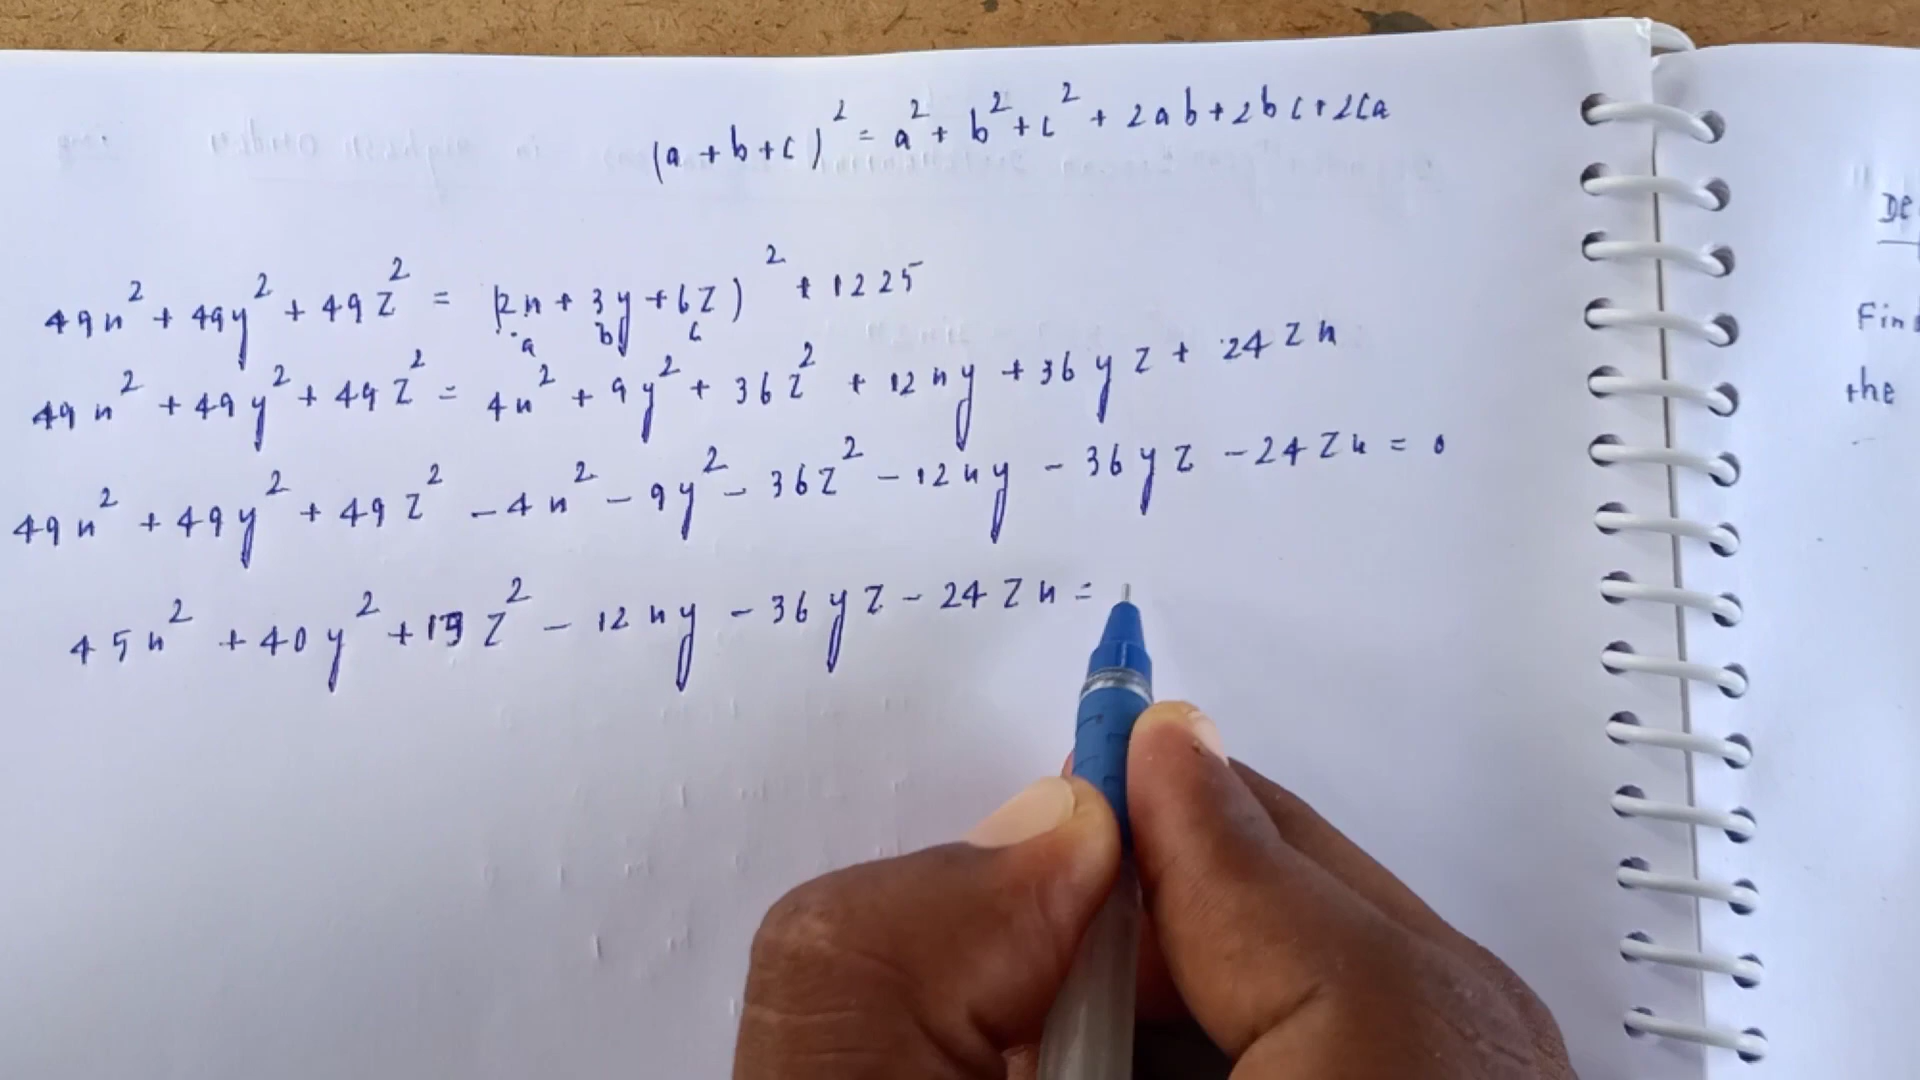 (a + b + c)² = a² + b² + c² + 2ab + 2bc + 2ca
49x² + 49y² + 49z² = (2x + 3y + 6z)² + 1225
a b c
49x² + 49y² + 49z² = 4x² + 9y² + 36z² + 12xy + 36yz + 24zx
49x² + 49y² + 49z² - 4x² - 9y² - 36z² - 12xy - 36yz - 24zx = 0
45x² + 40y² + 13z² - 12xy - 36yz - 24zx =
De
Find
the